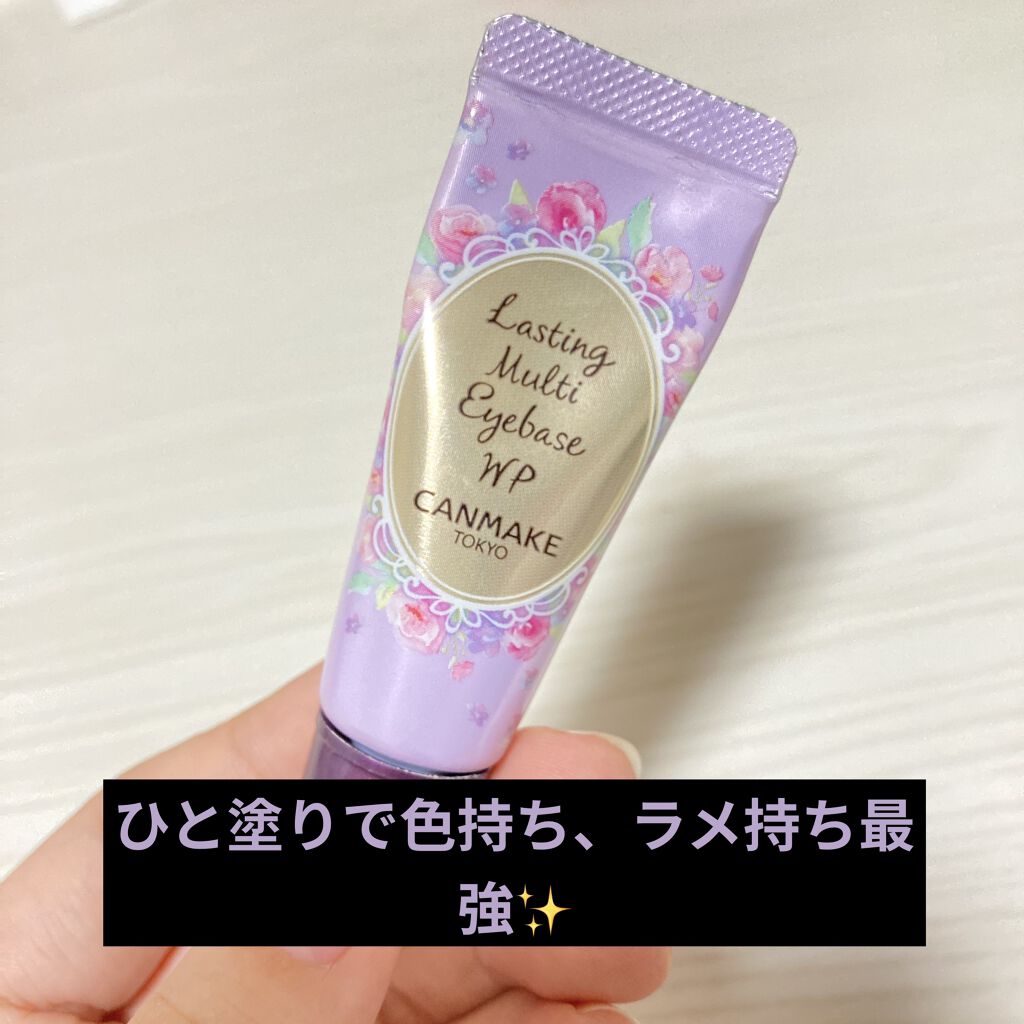 Lasting
Multi
Eyebase
WP
CANMAKE
TOKYO
ひと塗りで色持ち、ラメ持ち最
強✨